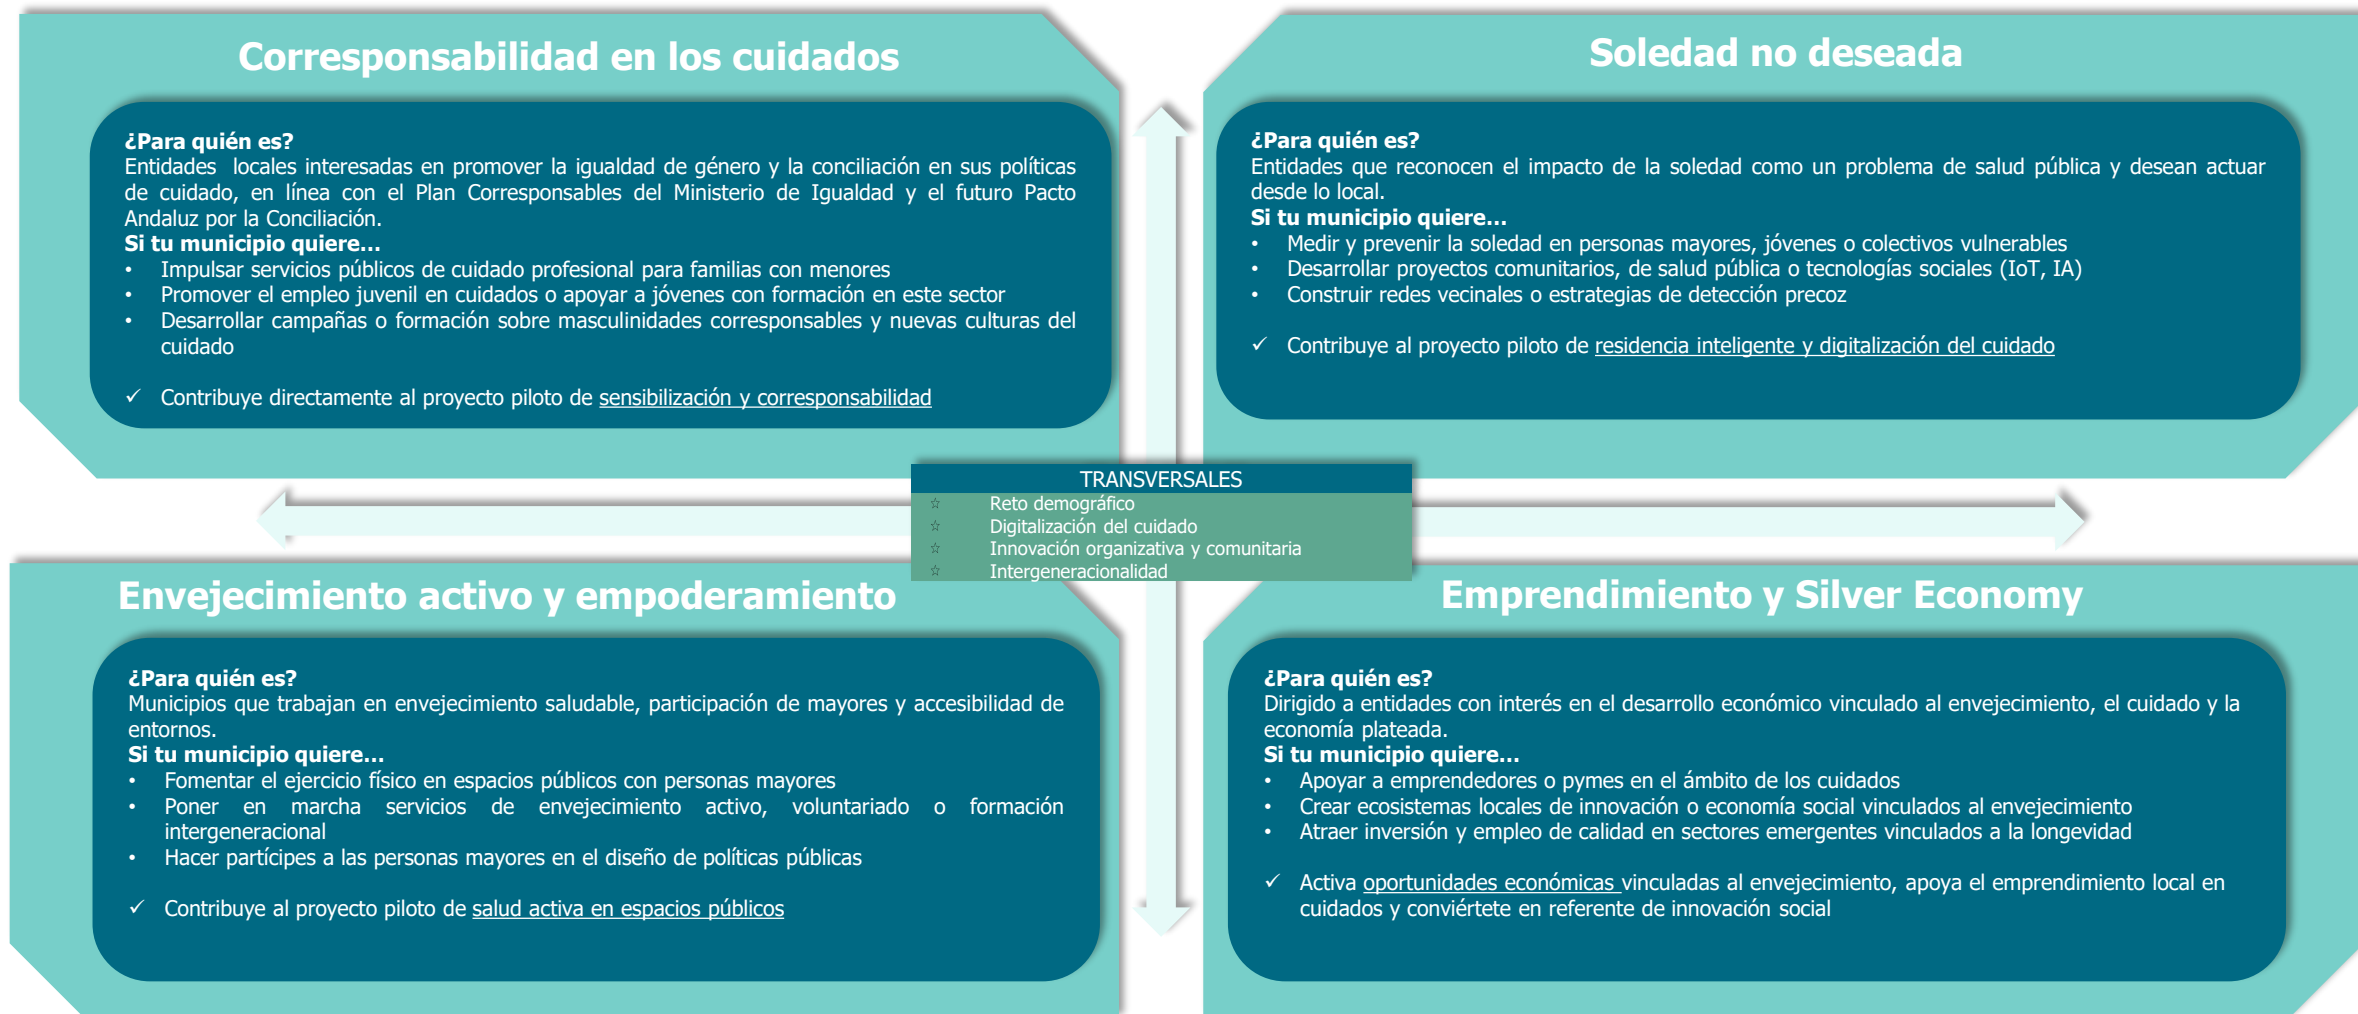 Corresponsabilidad en los cuidados
¿Para quién es?
Entidades locales interesadas en promover la igualdad de género y la conciliación en sus políticas
de cuidado, en línea con el Plan Corresponsables del Ministerio de Igualdad y el futuro Pacto
Andaluz por la Conciliación.
Si tu municipio quiere...
• Impulsar servicios públicos de cuidado profesional para familias con menores
• Promover el empleo juvenil en cuidados o apoyar a jóvenes con formación en este sector
• Desarrollar campañas o formación sobre masculinidades corresponsables y nuevas culturas del
cuidado
✓ Contribuye directamente al proyecto piloto de sensibilización y corresponsabilidad
Soledad no deseada
¿Para quién es?
Entidades que reconocen el impacto de la soledad como un problema de salud pública y desean actuar
desde lo local.
Si tu municipio quiere...
• Medir y prevenir la soledad en personas mayores, jóvenes o colectivos vulnerables
• Desarrollar proyectos comunitarios, de salud pública o tecnologías sociales (IoT, IA)
• Construir redes vecinales o estrategias de detección precoz
✓ Contribuye al proyecto piloto de residencia inteligente y digitalización del cuidado
TRANSVERSALES
☆ Reto demográfico
☆ Digitalización del cuidado
☆ Innovación organizativa y comunitaria
☆ Intergeneracionalidad
Envejecimiento activo y empoderamiento
¿Para quién es?
Municipios que trabajan en envejecimiento saludable, participación de mayores y accesibilidad de
entornos.
Si tu municipio quiere...
• Fomentar el ejercicio físico en espacios públicos con personas mayores
• Poner en marcha servicios de envejecimiento activo, voluntariado o formación
intergeneracional
• Hacer partícipes a las personas mayores en el diseño de políticas públicas
✓ Contribuye al proyecto piloto de salud activa en espacios públicos
Emprendimiento y Silver Economy
¿Para quién es?
Dirigido a entidades con interés en el desarrollo económico vinculado al envejecimiento, el cuidado y la
economía plateada.
Si tu municipio quiere...
• Apoyar a emprendedores o pymes en el ámbito de los cuidados
• Crear ecosistemas locales de innovación o economía social vinculados al envejecimiento
• Atraer inversión y empleo de calidad en sectores emergentes vinculados a la longevidad
✓ Activa oportunidades económicas vinculadas al envejecimiento, apoya el emprendimiento local en
cuidados y conviértete en referente de innovación social